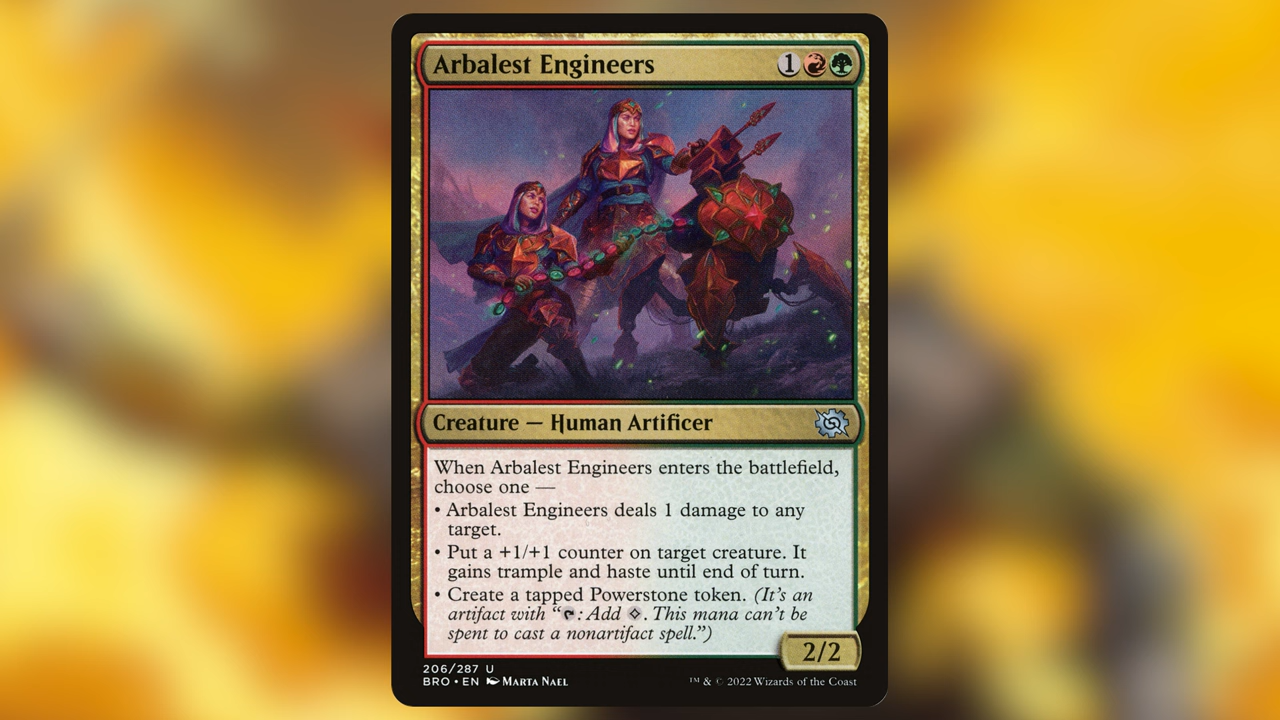 Arbalest Engineers 1
When Arbalest Engineers enters the battlefield,
choose one —
• Arbalest Engineers deals 1 damage to any
target.
• Put a +1/+1 counter on target creature. It
gains trample and haste until end of turn.
• Create a tapped Powerstone token. (It's an
artifact with “: Add . This mana can't be
spent to cast a nonartifact spell.”)
Creature — Human Artificer
2/2
206/287 U
BRO • EN Marta Nael
™ & © 2022 Wizards of the Coast